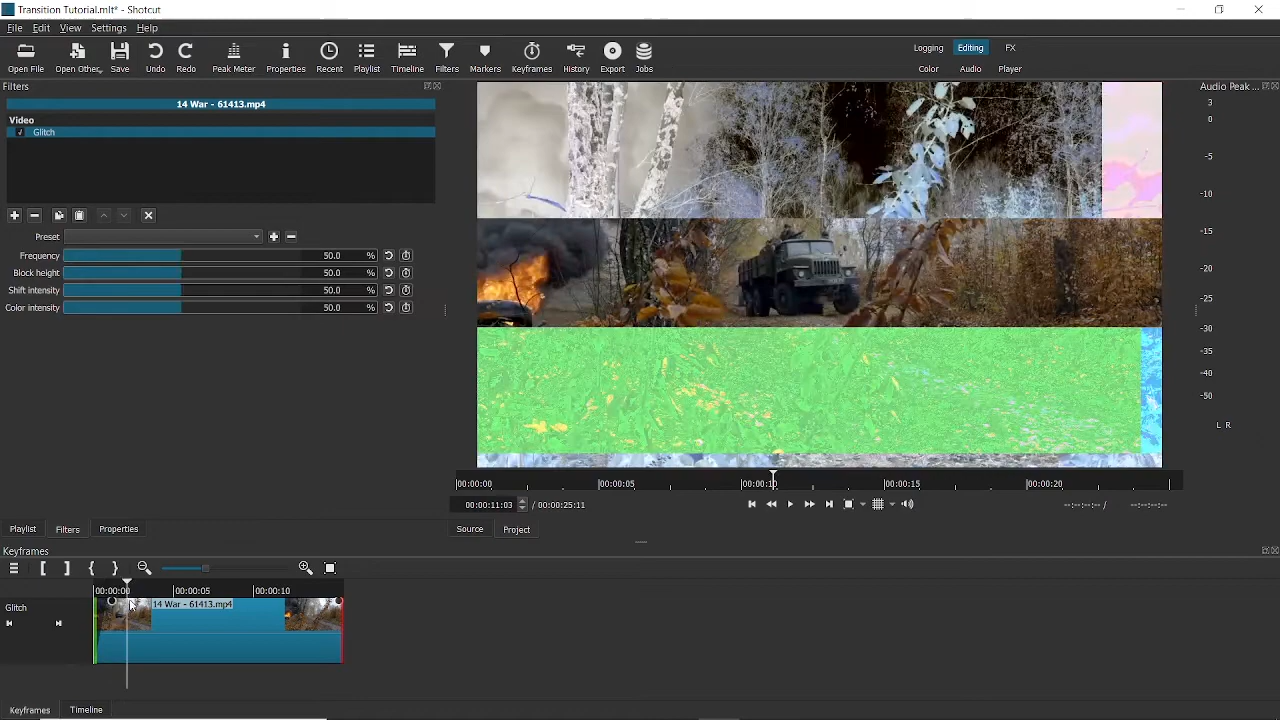 Transition Tutorial.mlt* - Shotcut
File Edit View Settings Help
Open File Open Other... Save Undo Redo Peak Meter Properties Recent Playlist Timeline Filters Markers Keyframes History Export Jobs
Logging Editing FX
Color Audio Player
Filters
14 War - 61413.mp4
Video
Glitch
Preset
Frequency 50.0 %
Block height 50.0 %
Shift intensity 50.0 %
Color intensity 50.0 %
Audio Peak ...
3
0
-5
-10
-15
-20
-25
-30
-35
-40
-50
L R
00:00:00 00:00:05 00:00:10 00:00:15 00:00:20
00:00:11:03 / 00:00:25:11 --:--:--:-- / --:--:--:--
Playlist Filters Properties
Source Project
Keyframes
00:00:00 00:00:05 00:00:10
Glitch
14 War - 61413.mp4
Keyframes Timeline